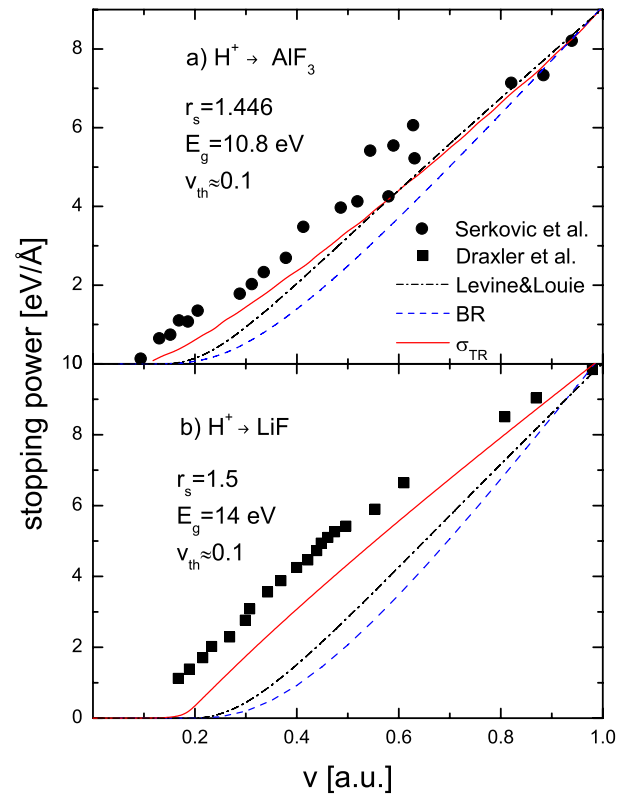 8
6
4
2
10
a) H⁺ → AlF₃
rₛ=1.446
E_g=10.8 eV
v_th≈0.1
Serkovic et al.
Draxler et al.
Levine&Louie
BR
σ_TR
stopping power [eV/Å]
8
6
4
2
0
b) H⁺ → LiF
rₛ=1.5
E_g=14 eV
v_th≈0.1
0.2 0.4 0.6 0.8 1.0
v [a.u.]